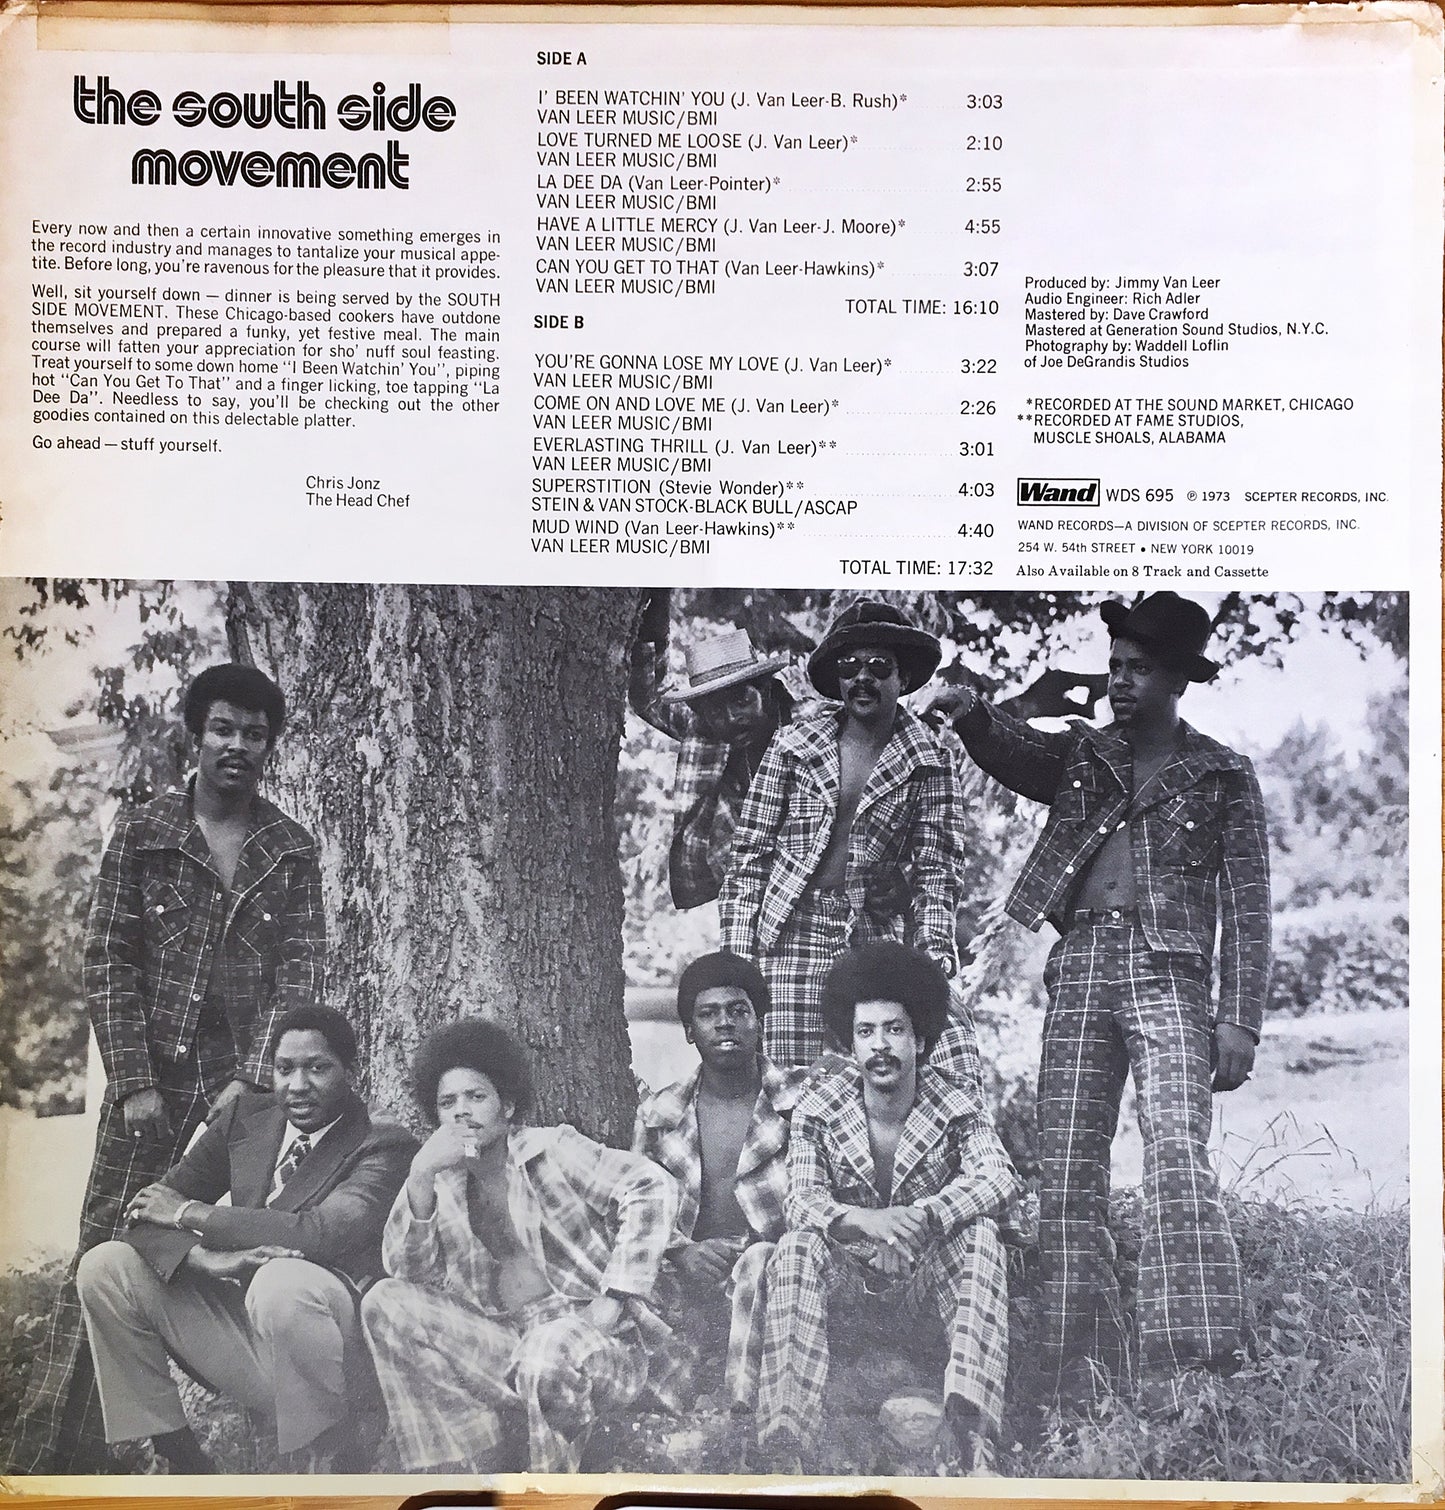 the south side
movement
Every now and then a certain innovative something emerges in
the record industry and manages to tantalize your musical appe-
tite. Before long, you're ravenous for the pleasure that it provides.
Well, sit yourself down — dinner is being served by the SOUTH
SIDE MOVEMENT. These Chicago-based cookers have outdone
themselves and prepared a funky, yet festive meal. The main
course will fatten your appreciation for sho' nuff soul feasting.
Treat yourself to some down home "I Been Watchin' You", piping
hot "Can You Get To That" and a finger licking, toe tapping "La
Dee Da". Needless to say, you'll be checking out the other
goodies contained on this delectable platter.
Go ahead — stuff yourself.
Chris Jonz
The Head Chef
SIDE A
I' BEEN WATCHIN' YOU (J. Van Leer-B. Rush)* 3:03
VAN LEER MUSIC/BMI
LOVE TURNED ME LOOSE (J. Van Leer)* 2:10
VAN LEER MUSIC/BMI
LA DEE DA (Van Leer-Pointer)* 2:55
VAN LEER MUSIC/BMI
HAVE A LITTLE MERCY (J. Van Leer-J. Moore)* 4:55
VAN LEER MUSIC/BMI
CAN YOU GET TO THAT (Van Leer-Hawkins)* 3:07
VAN LEER MUSIC/BMI
TOTAL TIME: 16:10
SIDE B
YOU'RE GONNA LOSE MY LOVE (J. Van Leer)* 3:22
VAN LEER MUSIC/BMI
COME ON AND LOVE ME (J. Van Leer)* 2:26
VAN LEER MUSIC/BMI
EVERLASTING THRILL (J. Van Leer)** 3:01
VAN LEER MUSIC/BMI
SUPERSTITION (Stevie Wonder)** 4:03
STEIN & VAN STOCK-BLACK BULL/ASCAP
MUD WIND (Van Leer-Hawkins)** 4:40
VAN LEER MUSIC/BMI
TOTAL TIME: 17:32
Produced by: Jimmy Van Leer
Audio Engineer: Rich Adler
Mastered by: Dave Crawford
Mastered at Generation Sound Studios, N.Y.C.
Photography by: Waddell Loflin
of Joe DeGrandis Studios
*RECORDED AT THE SOUND MARKET, CHICAGO
**RECORDED AT FAME STUDIOS,
MUSCLE SHOALS, ALABAMA
Wand WDS 695 ℗ 1973 SCEPTER RECORDS, INC.
WAND RECORDS—A DIVISION OF SCEPTER RECORDS, INC.
254 W. 54th STREET • NEW YORK 10019
Also Available on 8 Track and Cassette